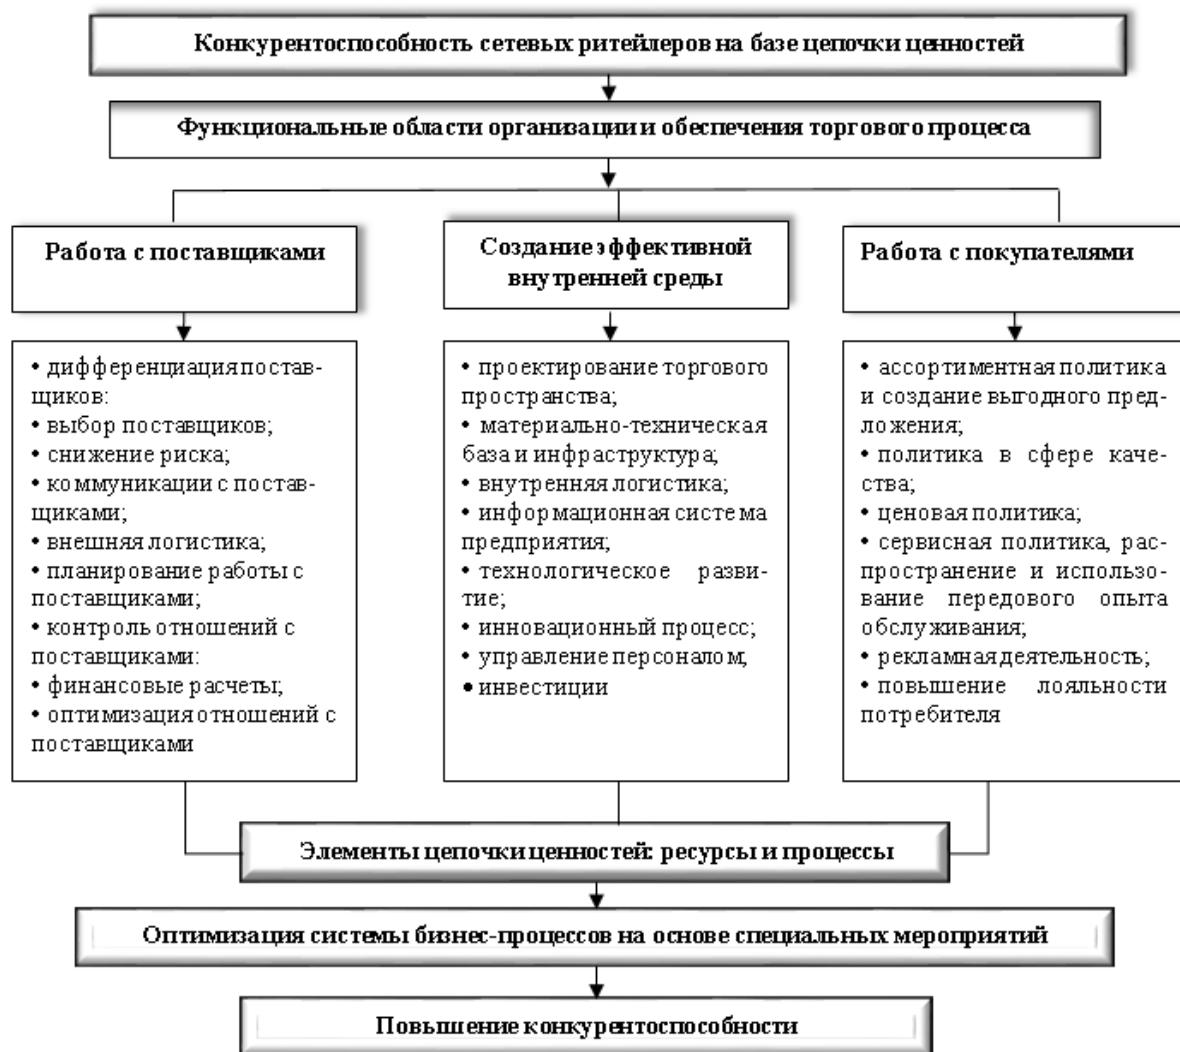 Конкурентоспособность сетевых ритейлеров на базе цепочки ценностей
Функциональные области организации и обеспечения торгового процесса
Работа с поставщиками
• дифференциация постав-
щиков:
• выбор поставщиков;
• снижение риска;
• коммуникации с постав-
щиками;
• внешняя логистика;
• планирование работы с
поставщиками;
• контроль отношений с
поставщиками:
• финансовые расчеты;
• оптимизация отношений с
поставщиками
Создание эффективной
внутренней среды
• проектирование торгового
пространства;
• материально-техническая
база и инфраструктура;
• внутренняя логистика;
• информационная система
предприятия;
• технологическое разви-
тие;
• инновационный процесс;
• управление персоналом;
• инвестиции
Работа с покупателями
• ассортиментная политика
и создание выгодного пред-
ложения;
• политика в сфере каче-
ства;
• ценовая политика;
• сервисная политика, рас-
пространение и использо-
вание передового опыта
обслуживания;
• рекламная деятельность;
• повышение лояльности
потребителя
Элементы цепочки ценностей: ресурсы и процессы
Оптимизация системы бизнес-процессов на основе специальных мероприятий
Повышение конкурентоспособности